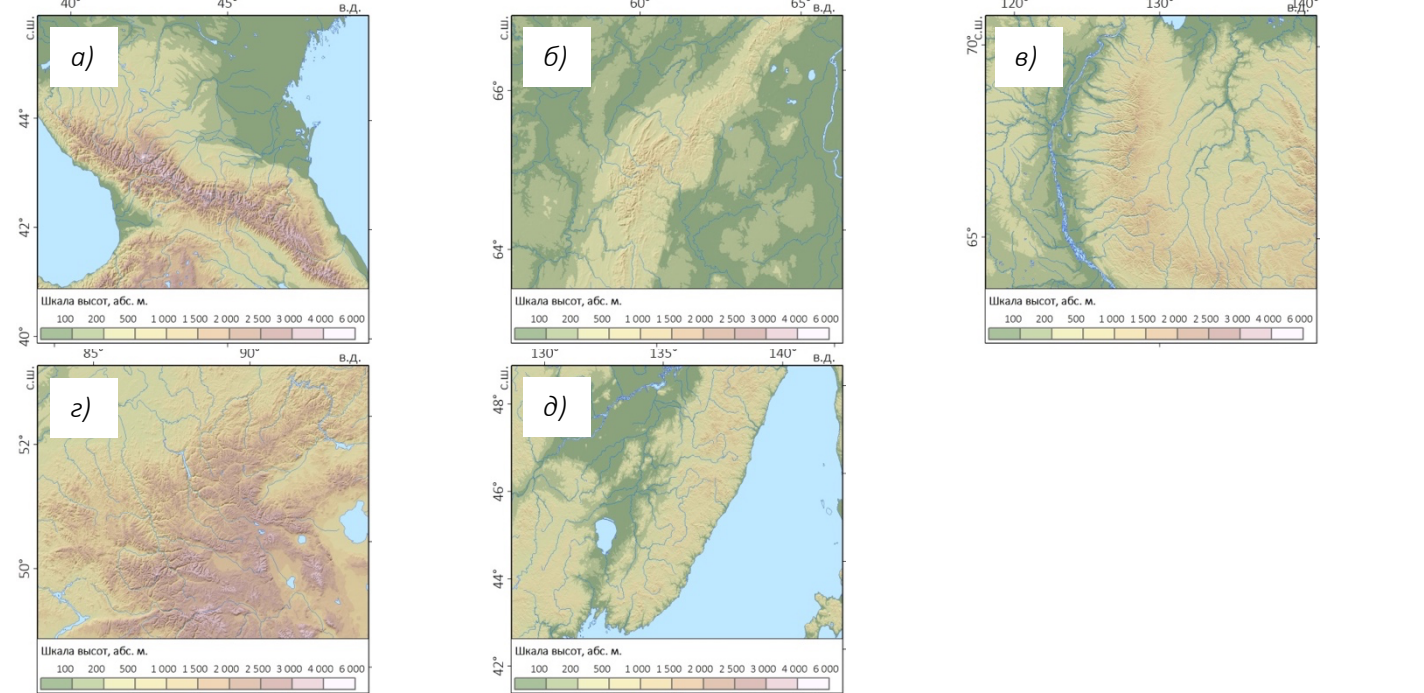 40° 45° в.д.
с.ш.
а)
44°
42°
40°
Шкала высот, абс. м.
100 200 500 1 000 1 500 2 000 2 500 3 000 4 000 6 000
60° 65° в.д.
с.ш.
б)
66°
64°
Шкала высот, абс. м.
100 200 500 1 000 1 500 2 000 2 500 3 000 4 000 6 000
120° 130° 140°
в.д.
с.ш.
70°
в)
65°
Шкала высот, абс. м.
100 200 500 1 000 1 500 2 000 2 500 3 000 4 000 6 000
85° 90° в.д.
с.ш.
г)
52°
50°
Шкала высот, абс. м.
100 200 500 1 000 1 500 2 000 2 500 3 000 4 000 6 000
130° 135° 140° в.д.
с.ш.
д)
48°
46°
44°
42°
Шкала высот, абс. м.
100 200 500 1 000 1 500 2 000 2 500 3 000 4 000 6 000